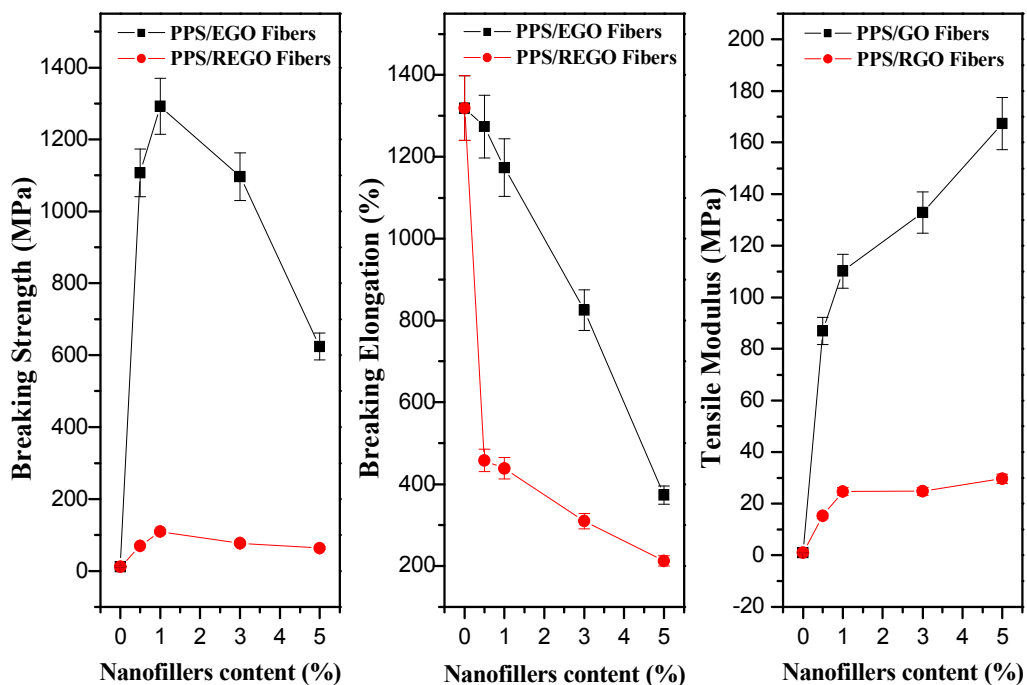 PPS/EGO Fibers
PPS/REGO Fibers
1400
1200
1000
800
600
400
200
0
Breaking Strength (MPa)
0 1 2 3 4 5
Nanofillers content (%)
PPS/EGO Fibers
PPS/REGO Fibers
1400
1200
1000
800
600
400
200
Breaking Elongation (%)
0 1 2 3 4 5
Nanofillers content (%)
PPS/GO Fibers
PPS/RGO Fibers
200
180
160
140
120
100
80
60
40
20
0
-20
Tensile Modulus (MPa)
0 1 2 3 4 5
Nanofillers content (%)